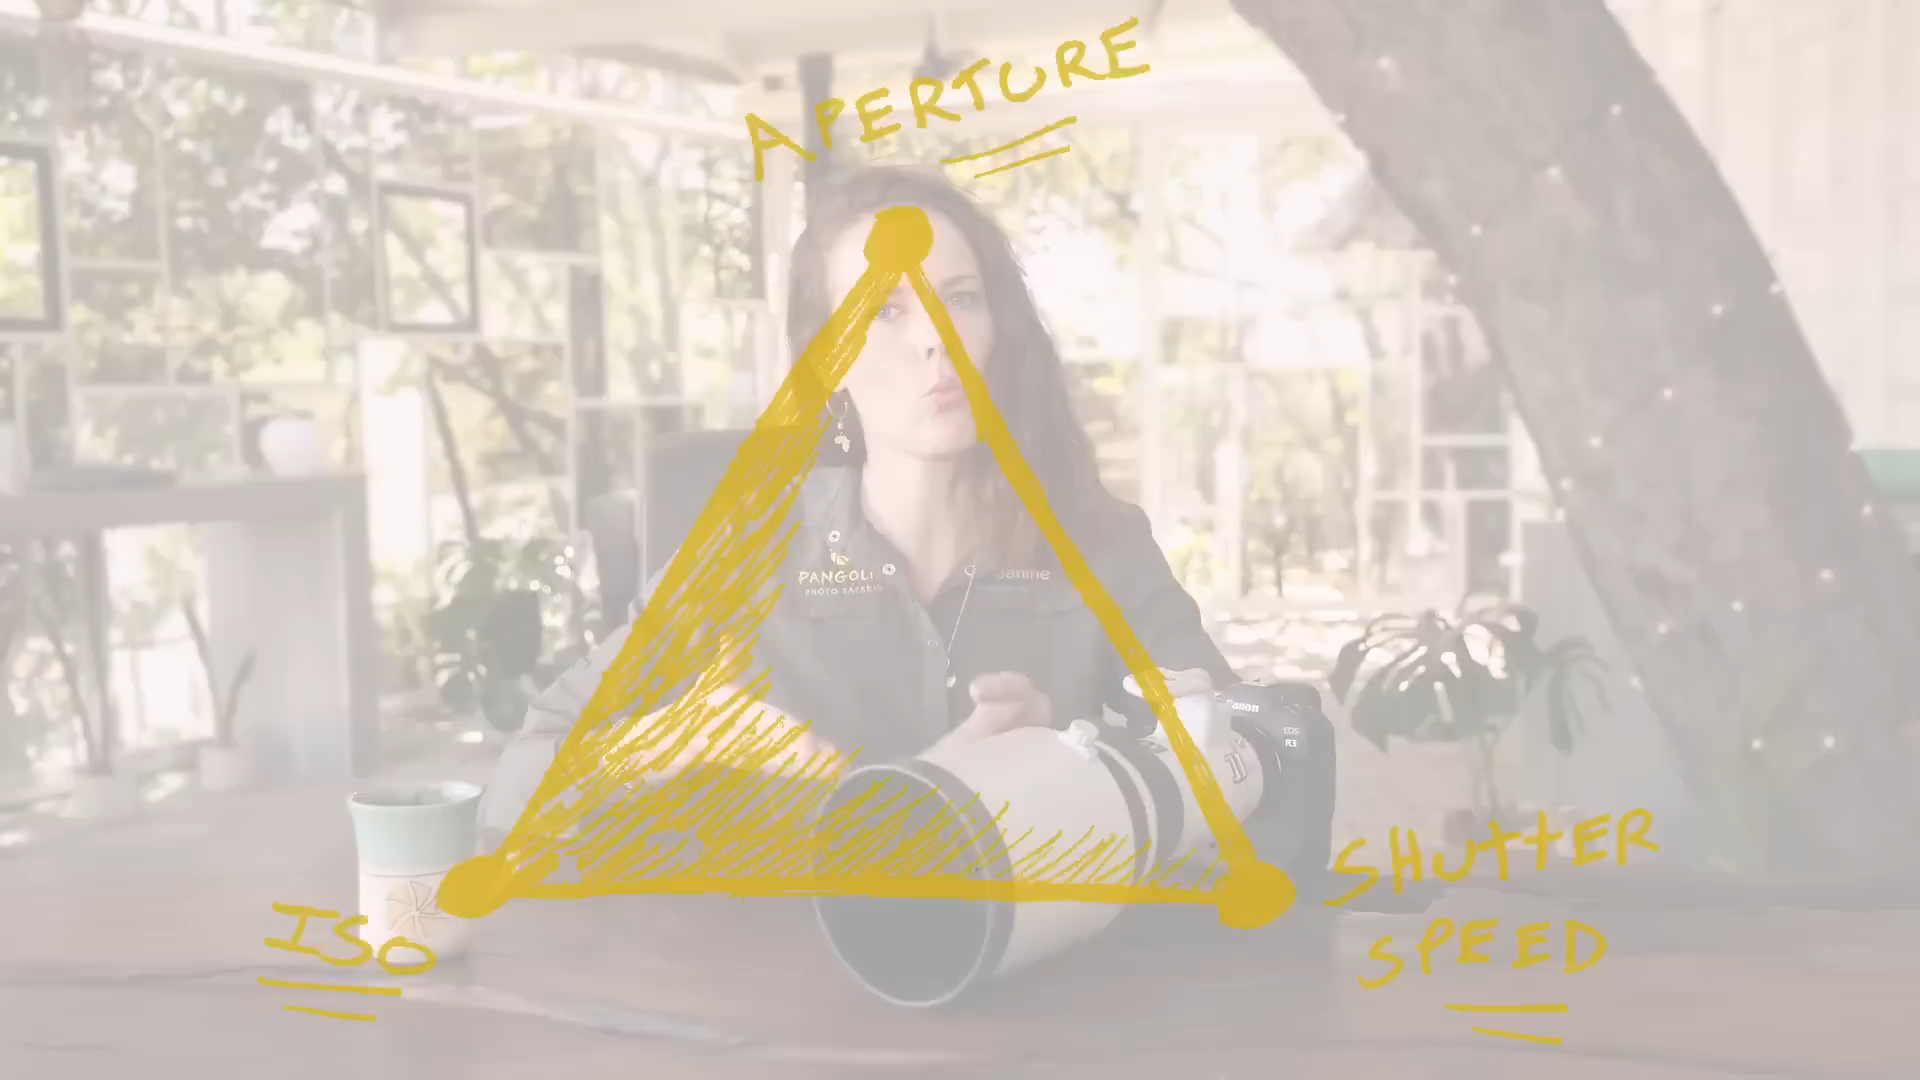 APERTURE
PANGOLI
PHOTO SAFARIS
Janine
Canon
EOS
R3
SHUTTER
SPEED
ISO